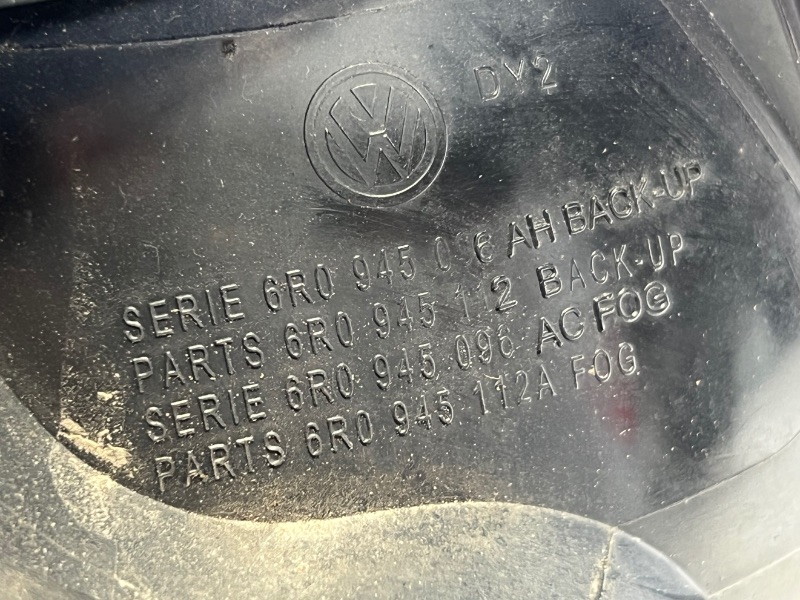 DY2
SERIE 6R0 945 096 AH BACK-UP
PARTS 6R0 945 112 BACK-UP
SERIE 6R0 945 096 AC FOG
PARTS 6R0 945 112A FOG